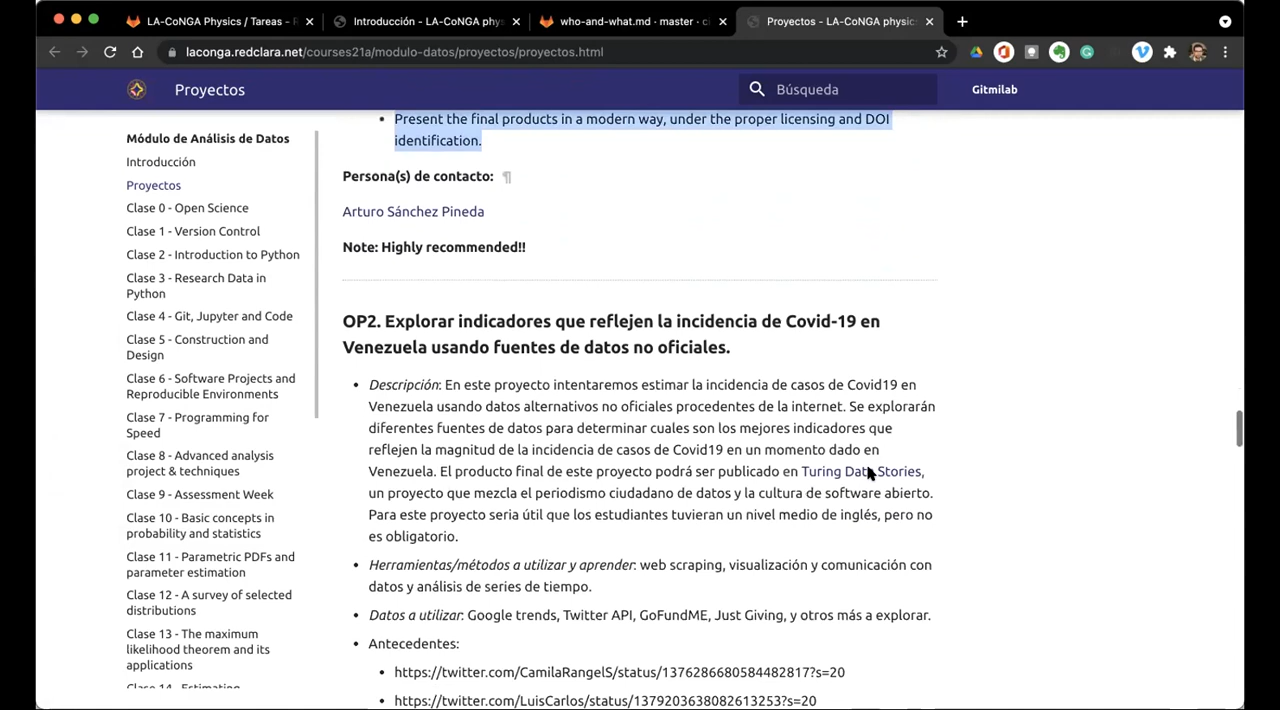 LA-CoNGA Physics / Tareas - R
Introducción - LA-CoNGA phys
who-and-what.md · master · ci
Proyectos - LA-CoNGA physics
laconga.redclara.net/courses21a/modulo-datos/proyectos/proyectos.html
Proyectos
Búsqueda
Gitmilab
Módulo de Análisis de Datos
Introducción
Proyectos
Clase 0 - Open Science
Clase 1 - Version Control
Clase 2 - Introduction to Python
Clase 3 - Research Data in
Python
Clase 4 - Git, Jupyter and Code
Clase 5 - Construction and
Design
Clase 6 - Software Projects and
Reproducible Environments
Clase 7 - Programming for
Speed
Clase 8 - Advanced analysis
project & techniques
Clase 9 - Assessment Week
Clase 10 - Basic concepts in
probability and statistics
Clase 11 - Parametric PDFs and
parameter estimation
Clase 12 - A survey of selected
distributions
Clase 13 - The maximum
likelihood theorem and its
applications
Clase 14 - Estimating
• Present the final products in a modern way, under the proper licensing and DOI
identification.
Persona(s) de contacto: ¶
Arturo Sánchez Pineda
Note: Highly recommended!!
OP2. Explorar indicadores que reflejen la incidencia de Covid-19 en
Venezuela usando fuentes de datos no oficiales.
• Descripción: En este proyecto intentaremos estimar la incidencia de casos de Covid19 en
Venezuela usando datos alternativos no oficiales procedentes de la internet. Se explorarán
diferentes fuentes de datos para determinar cuales son los mejores indicadores que
reflejen la magnitud de la incidencia de casos de Covid19 en un momento dado en
Venezuela. El producto final de este proyecto podrá ser publicado en Turing Data Stories,
un proyecto que mezcla el periodismo ciudadano de datos y la cultura de software abierto.
Para este proyecto seria útil que los estudiantes tuvieran un nivel medio de inglés, pero no
es obligatorio.
• Herramientas/métodos a utilizar y aprender: web scraping, visualización y comunicación con
datos y análisis de series de tiempo.
• Datos a utilizar: Google trends, Twitter API, GoFundME, Just Giving, y otros más a explorar.
• Antecedentes:
• https://twitter.com/CamilaRangelS/status/1376286680584482817?s=20
• https://twitter.com/LuisCarlos/status/1379203638082613253?s=20